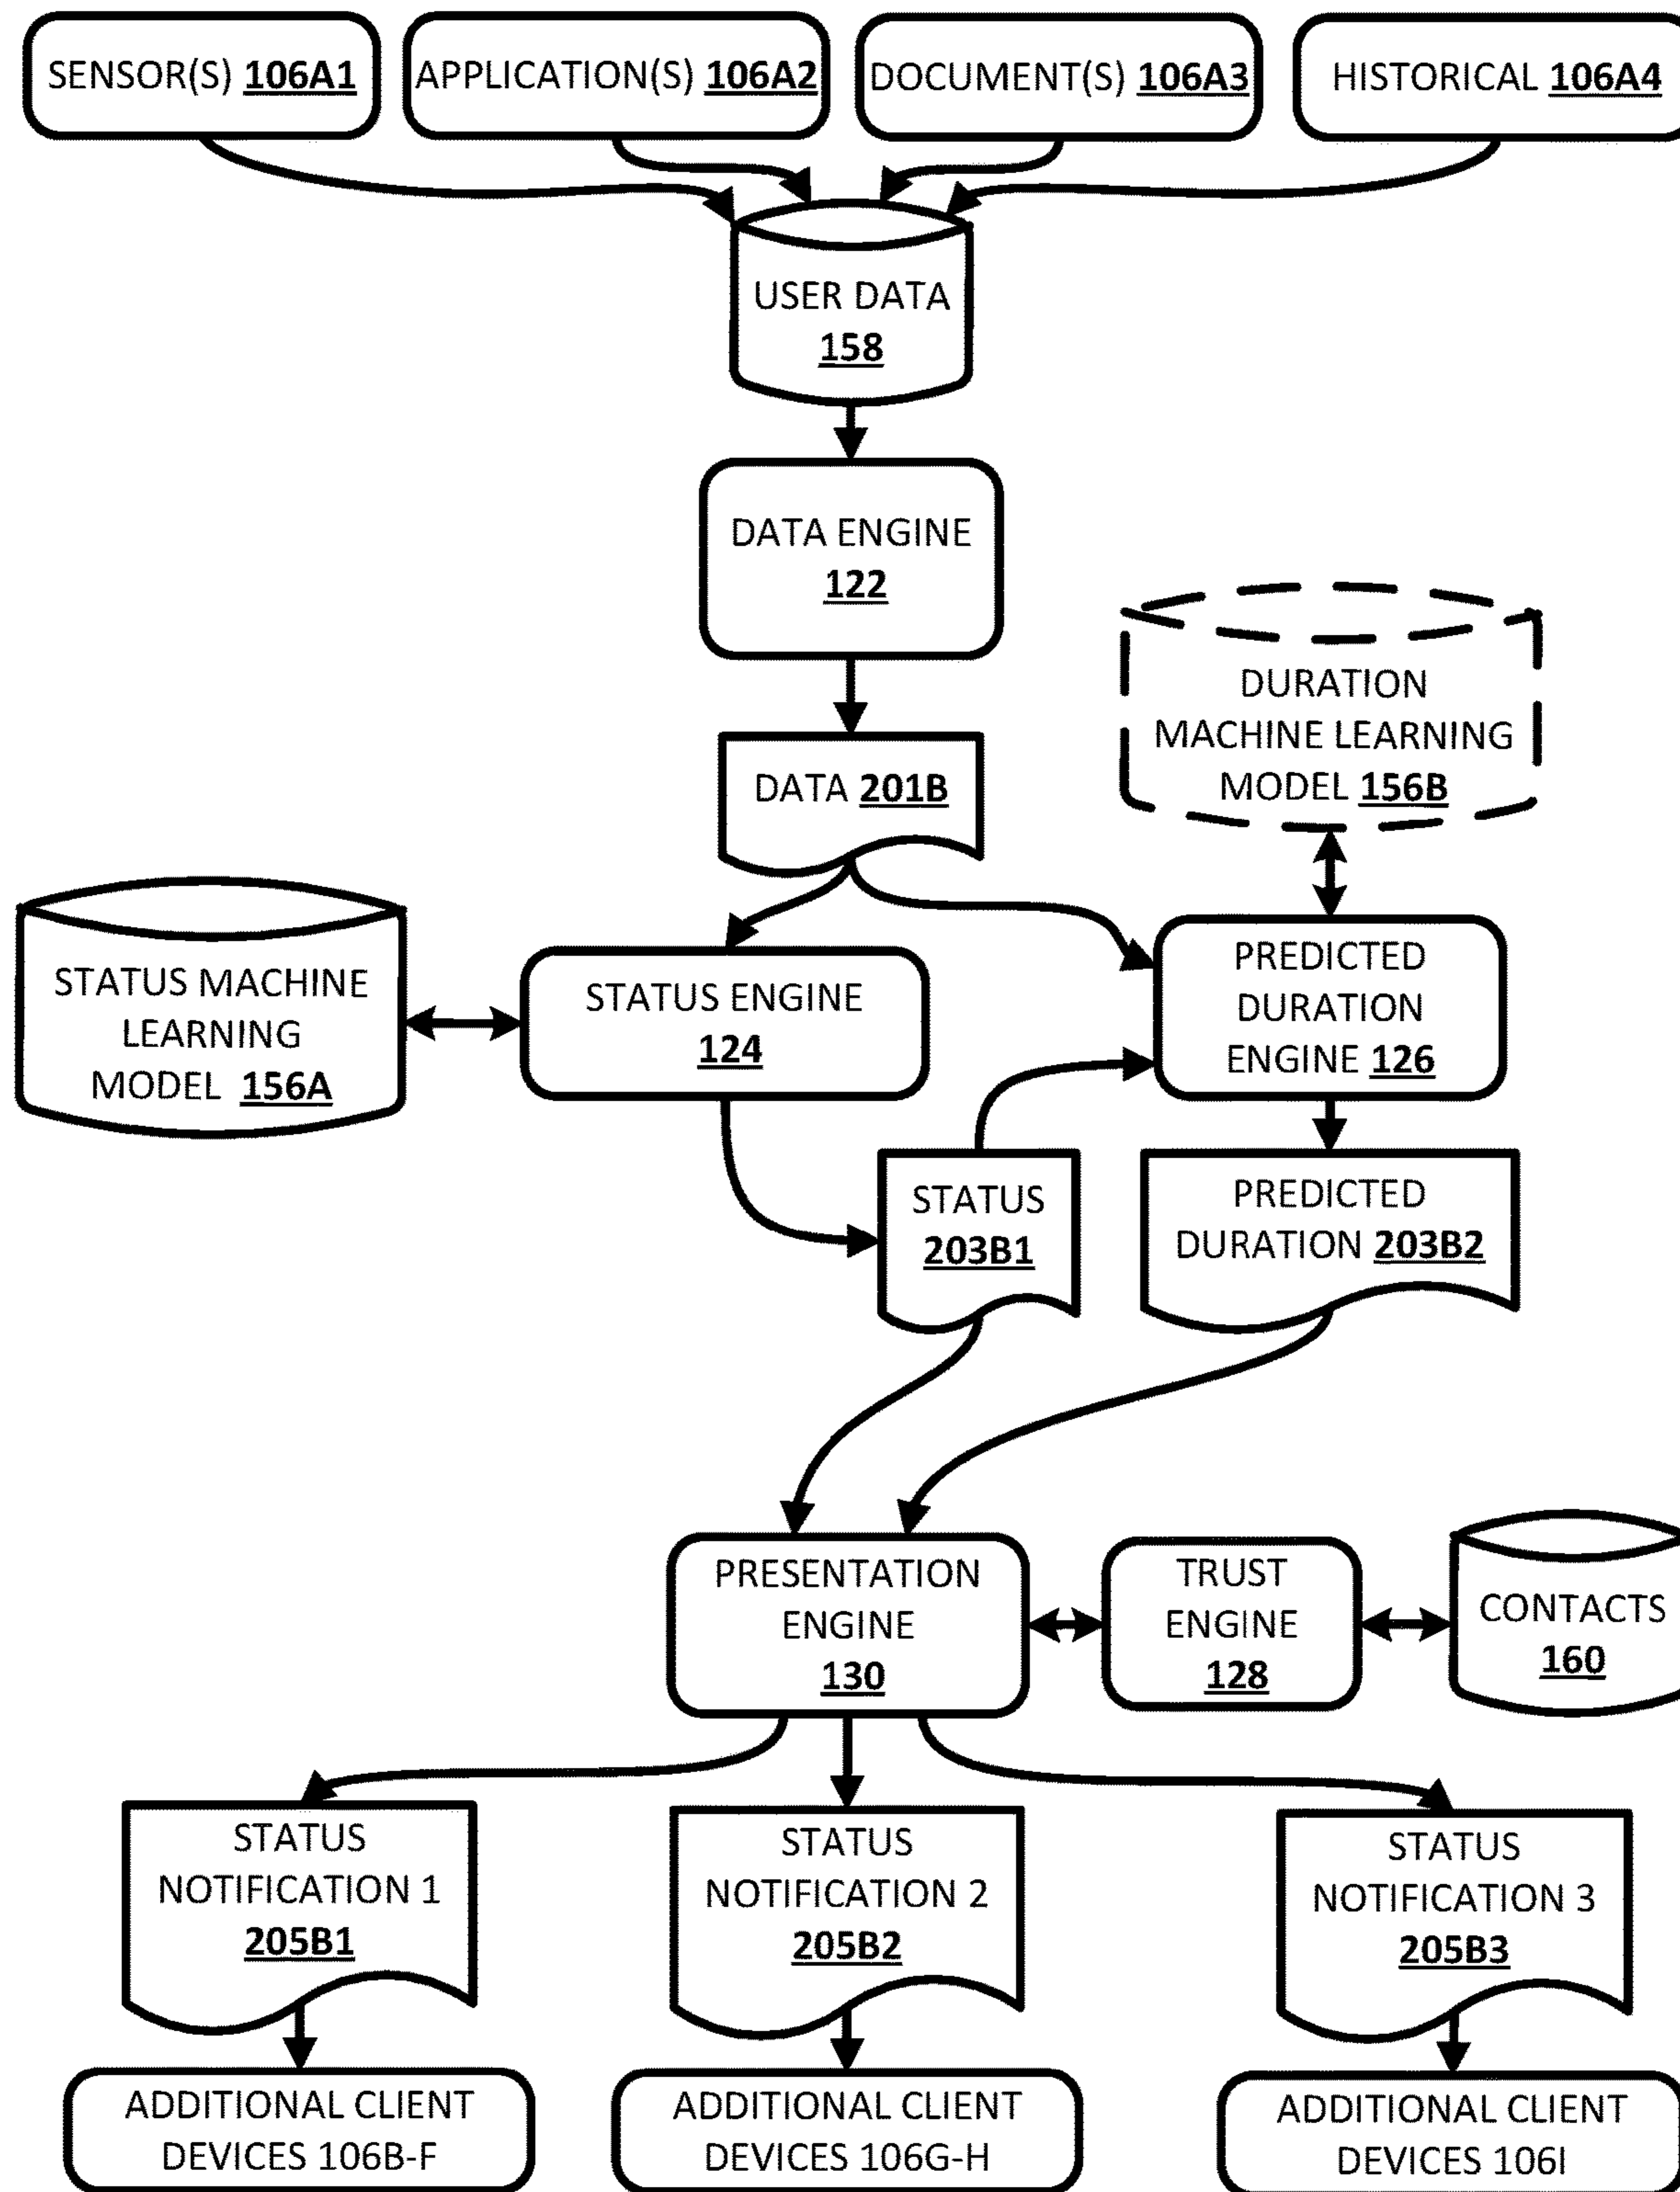 SENSOR(S) 106A1
APPLICATION(S) 106A2
DOCUMENT(S) 106A3
HISTORICAL 106A4
USER DATA
158
DATA ENGINE
122
DURATION
MACHINE LEARNING
MODEL 156B
DATA 201B
STATUS MACHINE
LEARNING
MODEL 156A
STATUS ENGINE
124
PREDICTED
DURATION
ENGINE 126
STATUS
203B1
PREDICTED
DURATION 203B2
PRESENTATION
ENGINE
130
TRUST
ENGINE
128
CONTACTS
160
STATUS
NOTIFICATION 1
205B1
STATUS
NOTIFICATION 2
205B2
STATUS
NOTIFICATION 3
205B3
ADDITIONAL CLIENT
DEVICES 106B-F
ADDITIONAL CLIENT
DEVICES 106G-H
ADDITIONAL CLIENT
DEVICES 106I